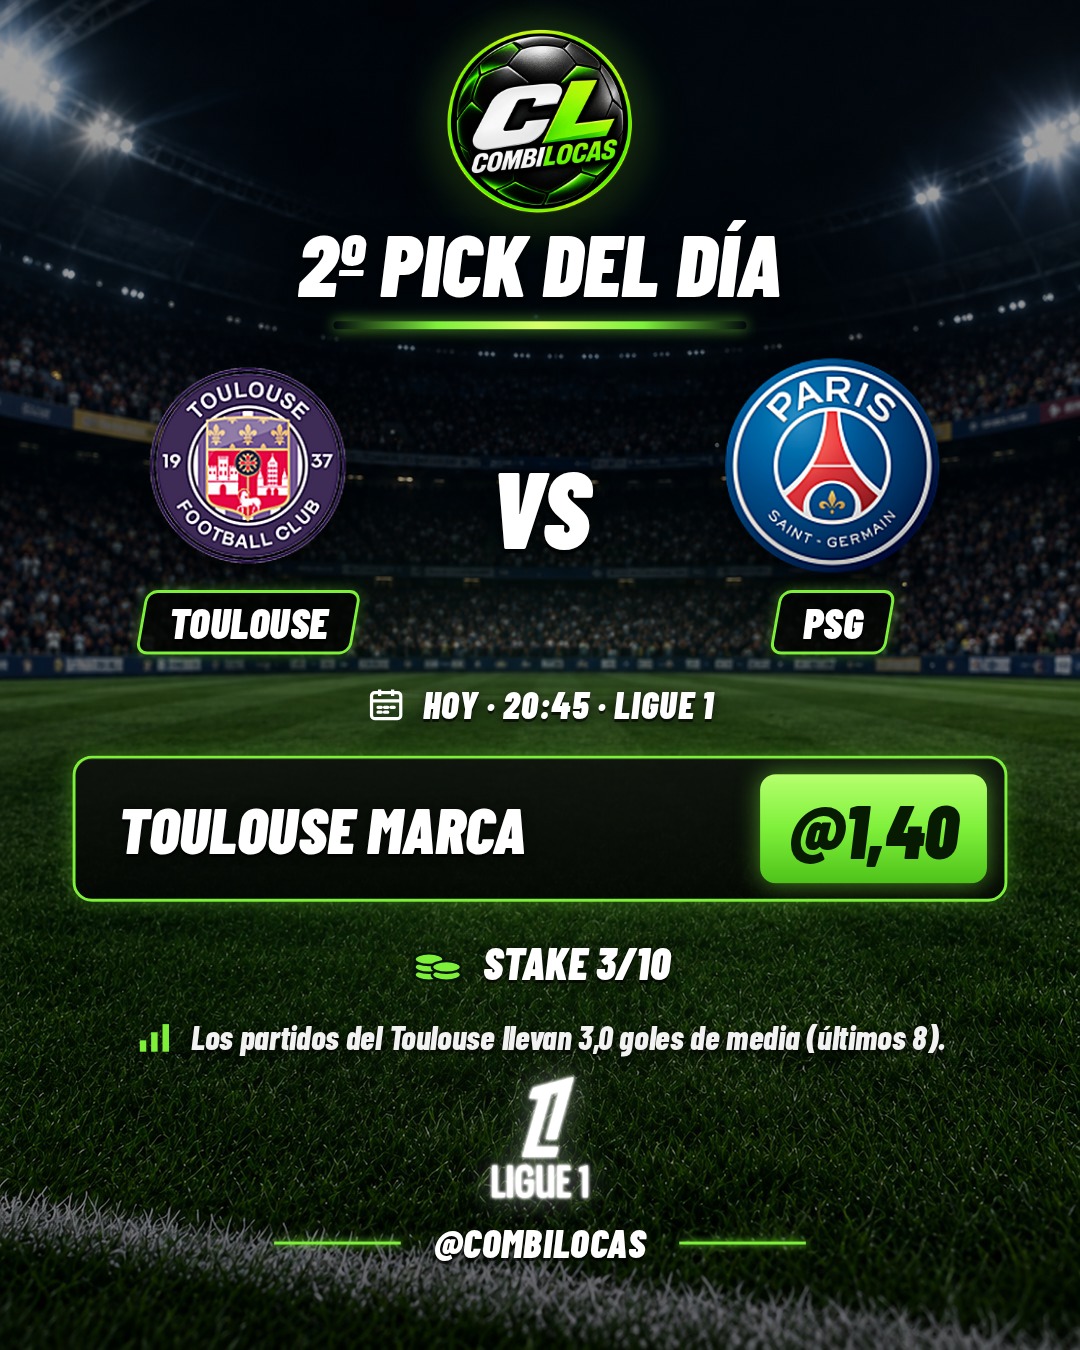 CL
COMBILOCAS
2º PICK DEL DÍA
TOULOUSE
19 37
FOOTBALL CLUB
PARIS
SAINT - GERMAIN
VS
TOULOUSE
PSG
HOY · 20:45 · LIGUE 1
TOULOUSE MARCA
@1,40
STAKE 3/10
Los partidos del Toulouse llevan 3,0 goles de media (últimos 8).
LIGUE 1
@COMBILOCAS